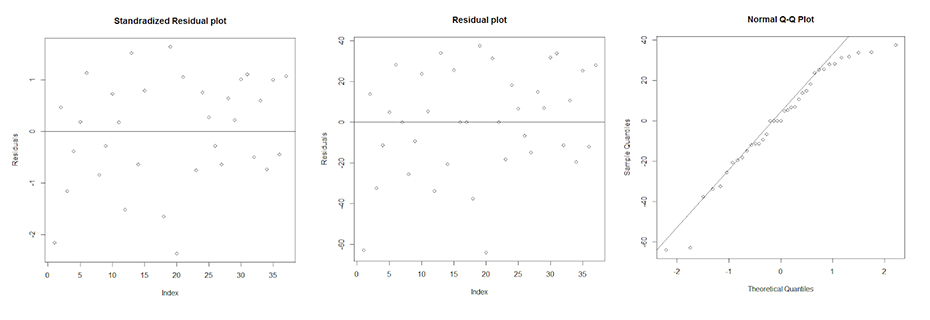 Standradized Residual plot
Residuals
1
0
-1
-2
0 5 10 15 20 25 30 35
Index
Residual plot
Residuals
40
20
0
-20
-40
-60
0 5 10 15 20 25 30 35
Index
Normal Q-Q Plot
Sample Quantiles
40
20
0
-20
-40
-60
-2 -1 0 1 2
Theoretical Quantiles